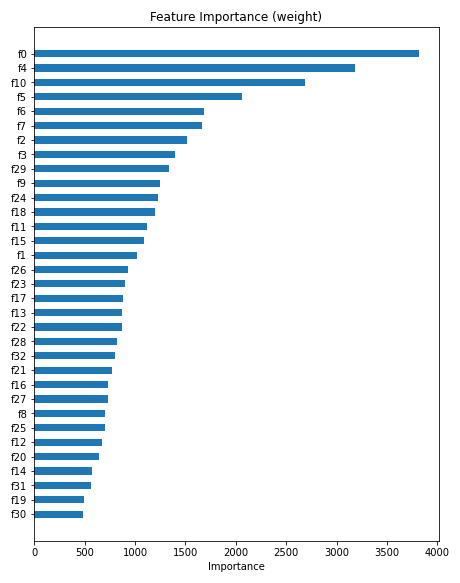 Feature Importance (weight)
f0
f4
f10
f5
f6
f7
f2
f3
f29
f9
f24
f18
f11
f15
f1
f26
f23
f17
f13
f22
f28
f32
f21
f16
f27
f8
f25
f12
f20
f14
f31
f19
f30
0 500 1000 1500 2000 2500 3000 3500 4000
Importance